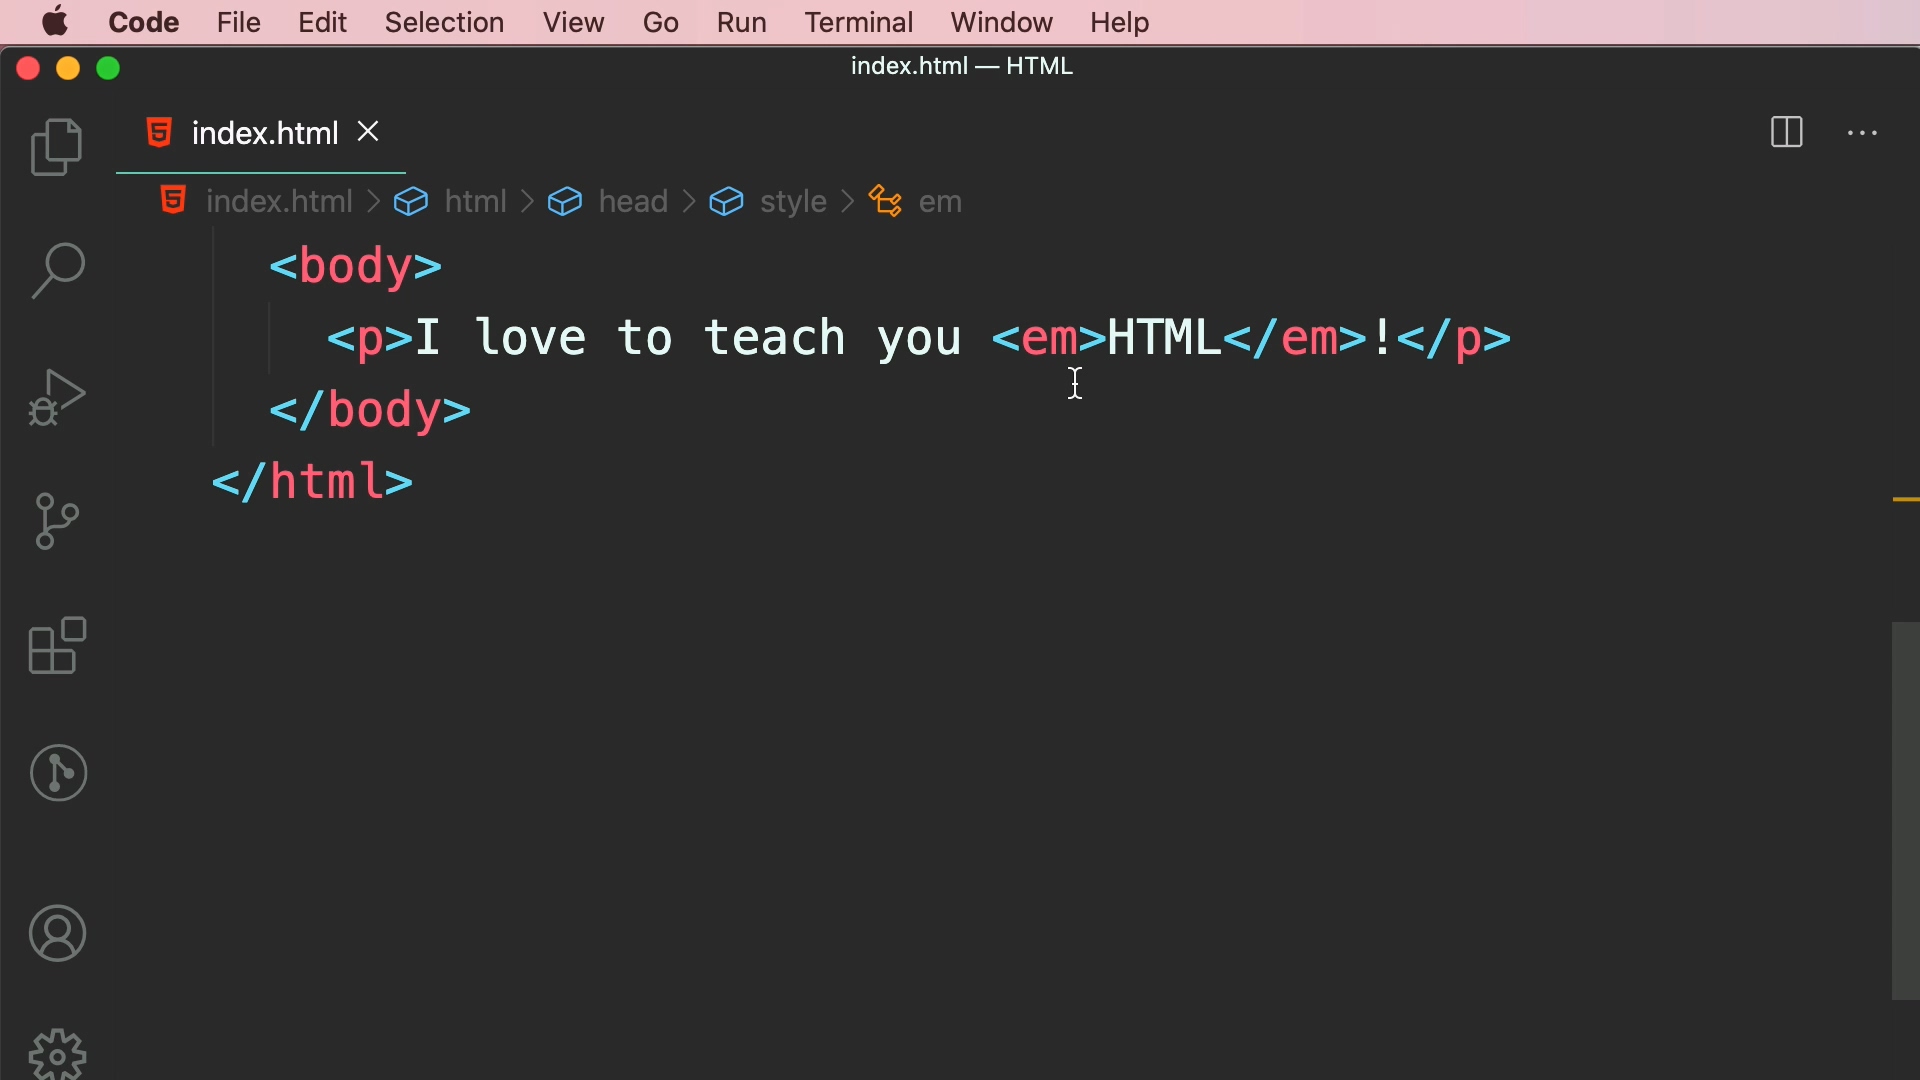 Code File Edit Selection View Go Run Terminal Window Help
index.html — HTML
index.html
index.html > html > head > style > em
<body>
<p>I love to teach you <em>HTML</em>!</p>
</body>
</html>